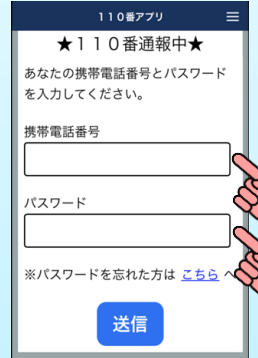 110番アプリ
★110番通報中★
あなたの携帯電話番号とパスワード
を入力してください。
携帯電話番号
パスワード
※パスワードを忘れた方は こちら へ
送信